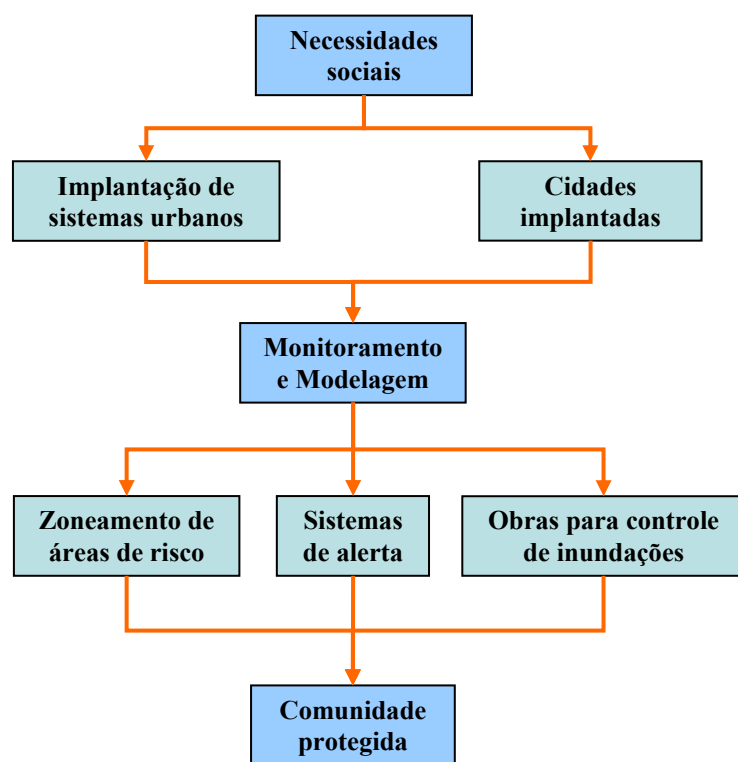 Necessidades
sociais
Implantação de
sistemas urbanos
Cidades
implantadas
Monitoramento
e Modelagem
Zoneamento de
áreas de risco
Sistemas
de alerta
Obras para controle
de inundações
Comunidade
protegida